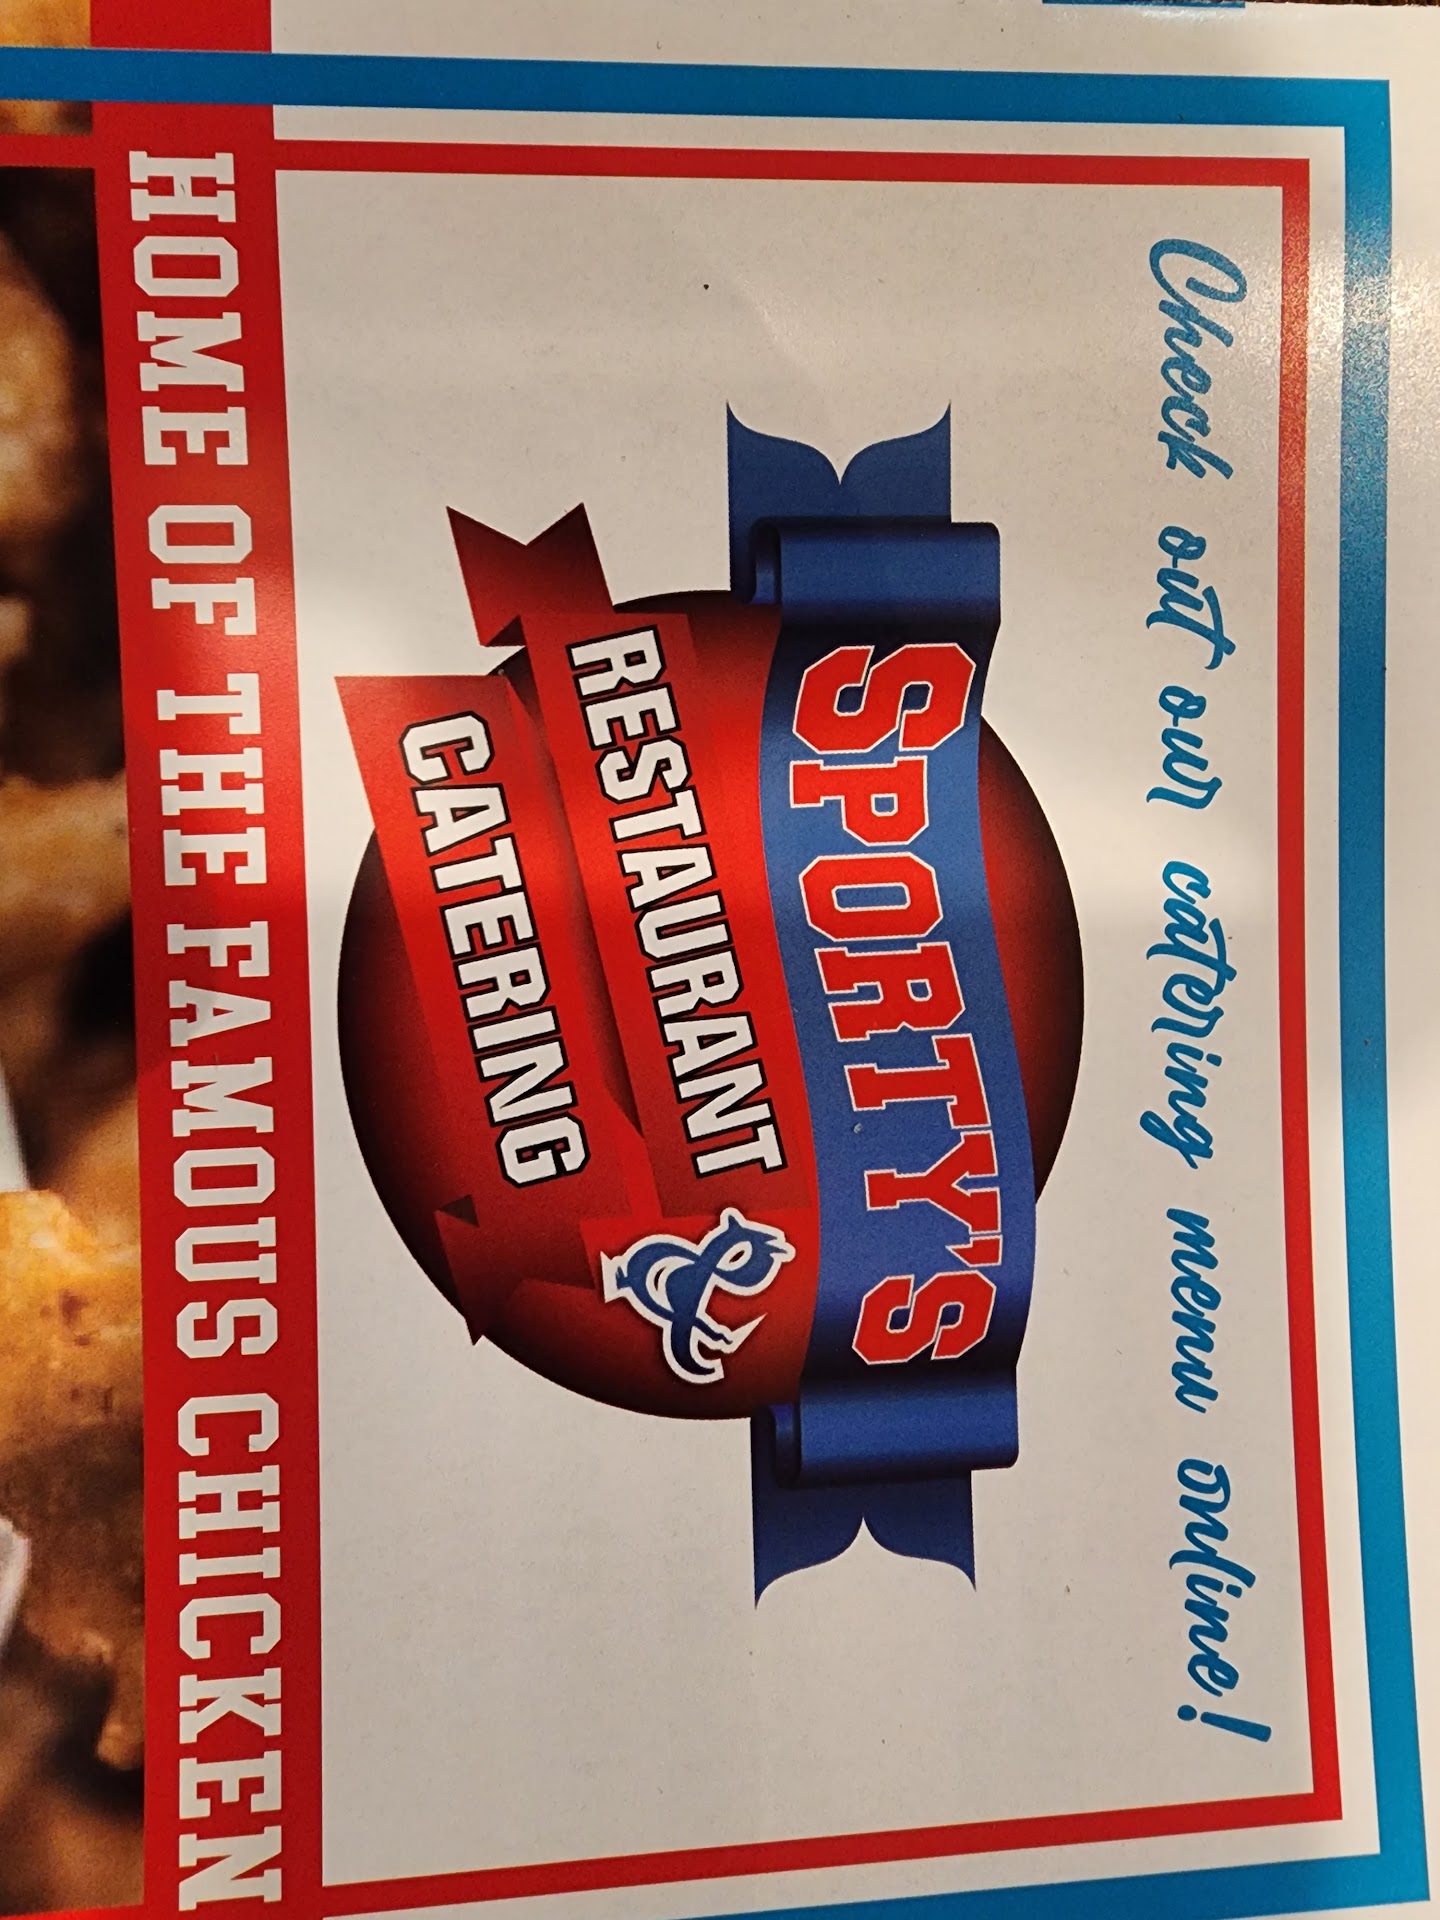 Check out our catering menu online!
SPORTY'S
RESTAURANT &
CATERING
HOME OF THE FAMOUS CHICKEN